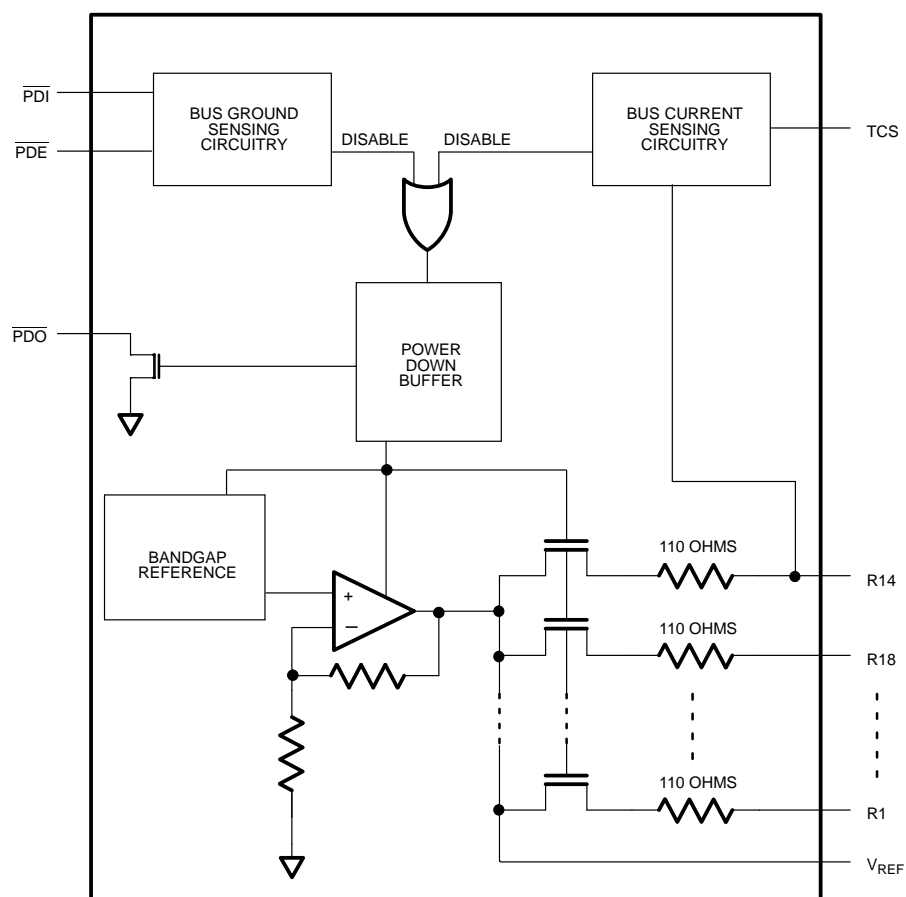 PDI
PDE
BUS GROUND
SENSING
CIRCUITRY
DISABLE
DISABLE
BUS CURRENT
SENSING
CIRCUITRY
TCS
PDO
POWER
DOWN
BUFFER
BANDGAP
REFERENCE
+
–
110 OHMS
R14
110 OHMS
R18
110 OHMS
R1
VREF